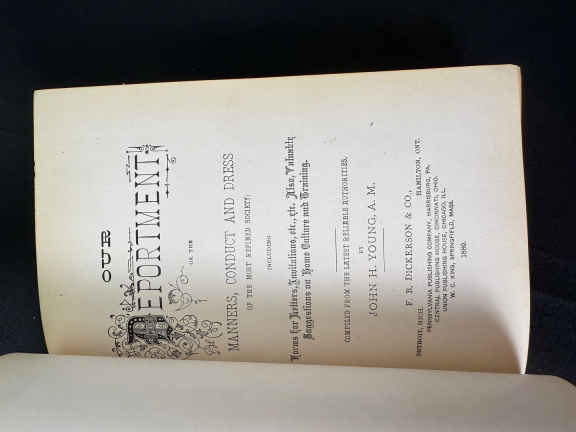 OUR
DEPORTMENT
OR THE
MANNERS, CONDUCT AND DRESS
OF THE MOST REFINED SOCIETY;
INCLUDING
Forms for Letters, Invitations, etc., etc. Also, Valuable
Suggestions on Home Culture and Training.
COMPILED FROM THE LATEST RELIABLE AUTHORITIES,
BY
JOHN H. YOUNG, A. M.
F. B. DICKERSON & CO.,
DETROIT, MICH. HAMILTON, ONT.
PENNSYLVANIA PUBLISHING COMPANY, HARRISBURG, PA.
CENTRAL PUBLISHING HOUSE, CINCINNATI, OHIO.
UNION PUBLISHING HOUSE, CHICAGO, ILL.
W. C. KING, SPRINGFIELD, MASS.